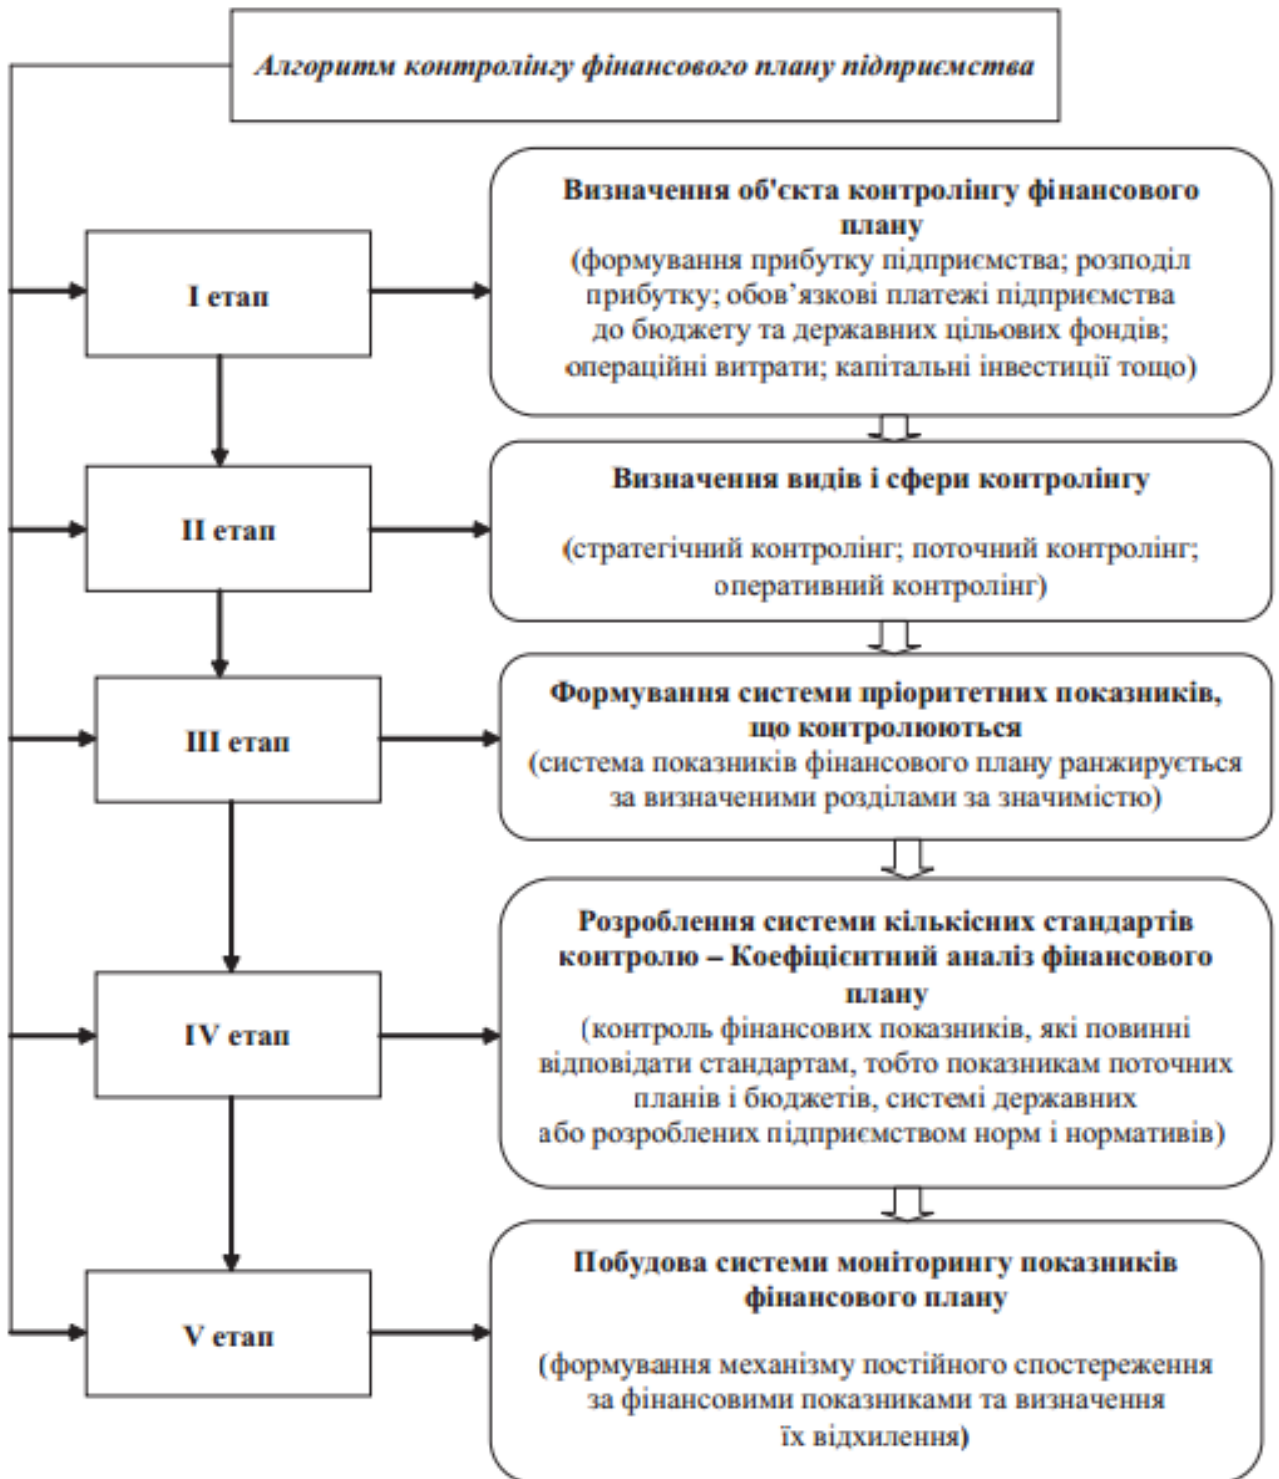 Алгоритм контролінгу фінансового плану підприємства
I етап
Визначення об'єкта контролінгу фінансового
плану
(формування прибутку підприємства; розподіл
прибутку; обов’язкові платежі підприємства
до бюджету та державних цільових фондів;
операційні витрати; капітальні інвестиції тощо)
II етап
Визначення видів і сфери контролінгу
(стратегічний контролінг; поточний контролінг;
оперативний контролінг)
III етап
Формування системи пріоритетних показників,
що контролюються
(система показників фінансового плану ранжирується
за визначеними розділами за значимістю)
IV етап
Розроблення системи кількісних стандартів
контролю – Коефіцієнтний аналіз фінансового
плану
(контроль фінансових показників, які повинні
відповідати стандартам, тобто показникам поточних
планів і бюджетів, системі державних
або розроблених підприємством норм і нормативів)
V етап
Побудова системи моніторингу показників
фінансового плану
(формування механізму постійного спостереження
за фінансовими показниками та визначення
їх відхилення)